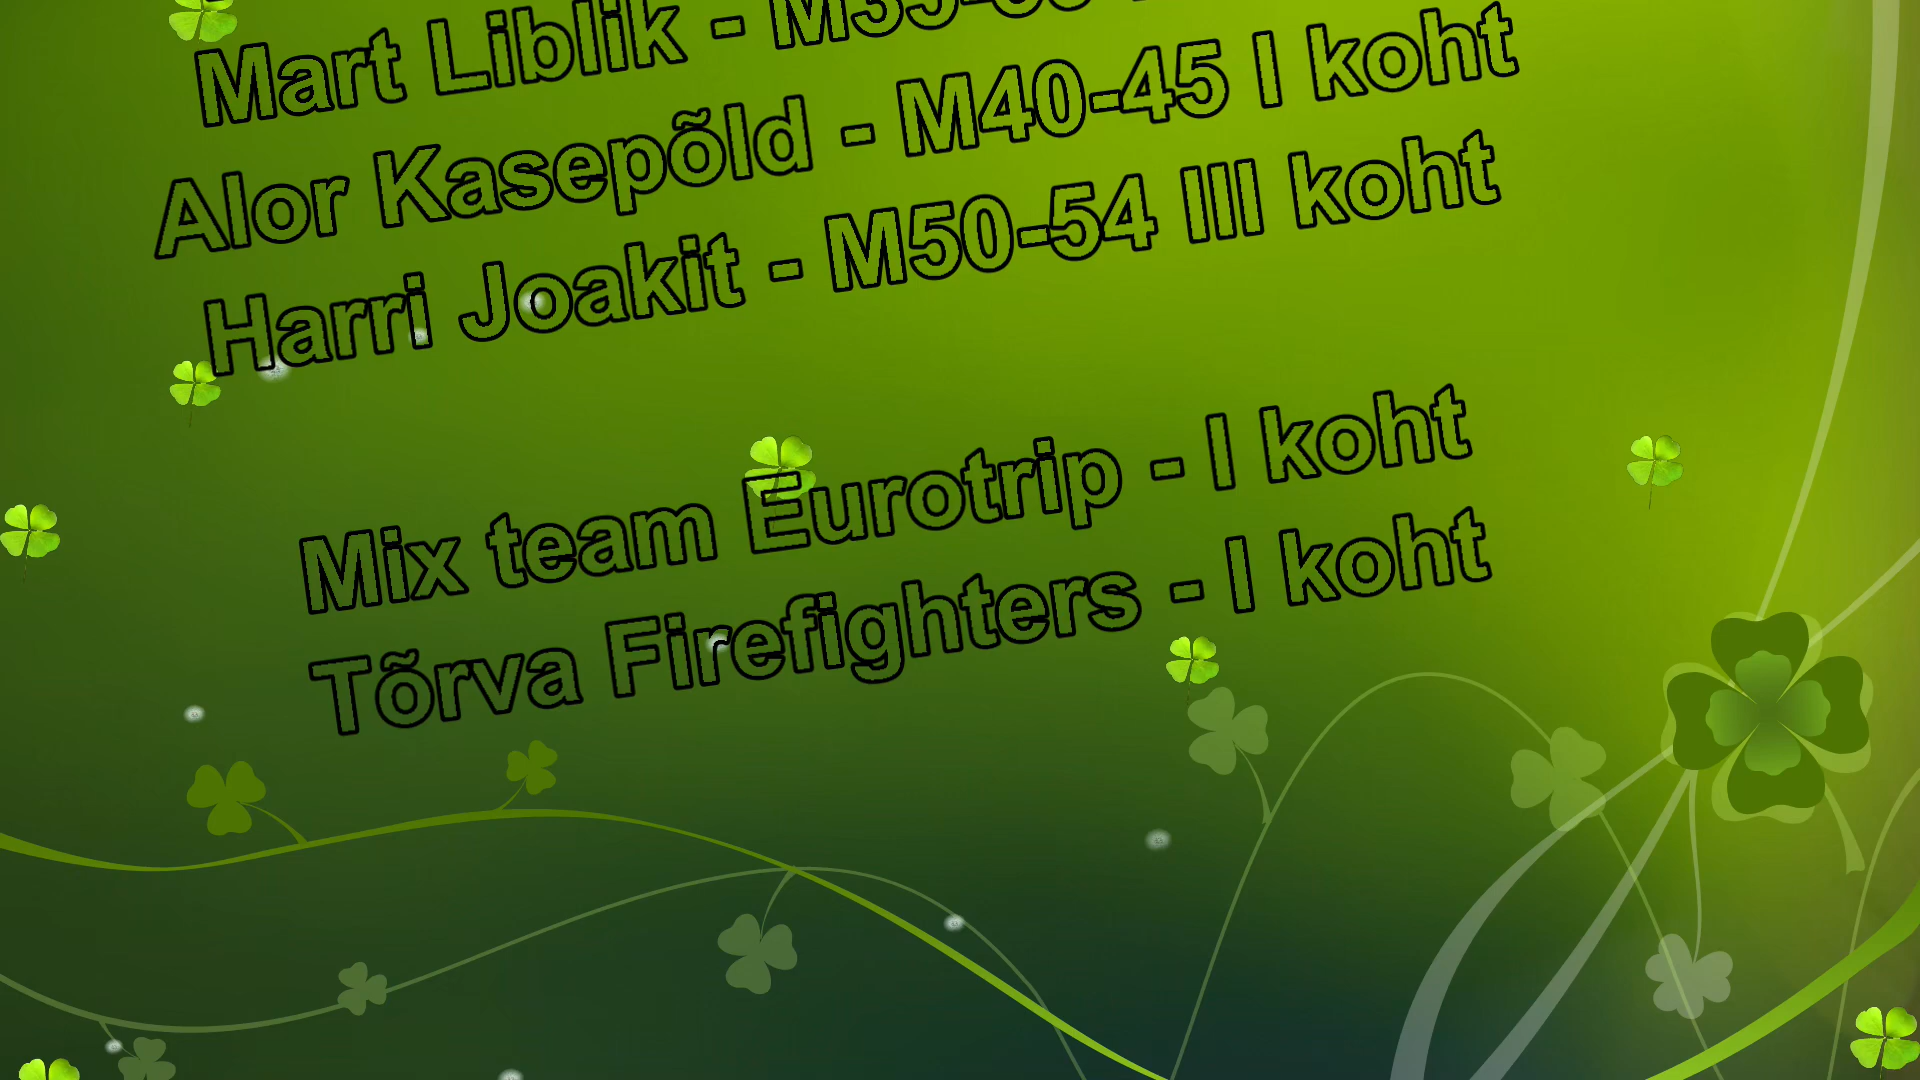 Mart Liblik -
Alor Kasepõld - M40-45 I koht
Harri Joakit - M50-54 III koht
Mix team Eurotrip - I koht
Tõrva Firefighters - I koht